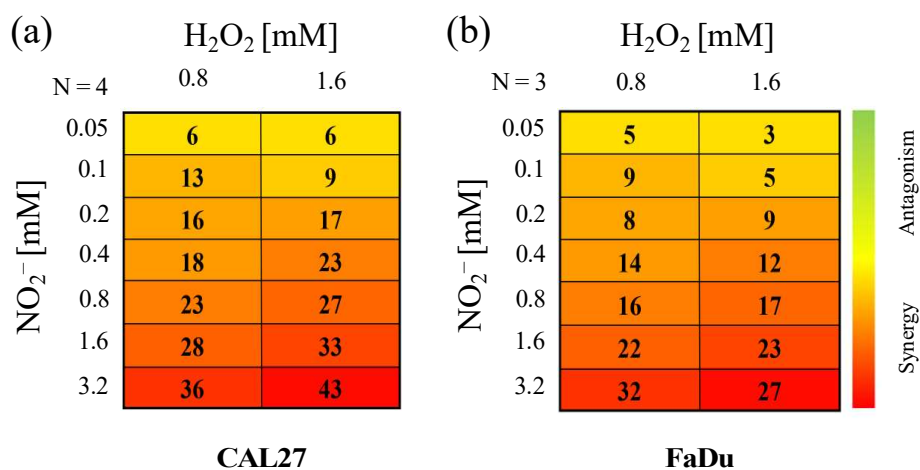 (a)
H₂O₂ [mM]
N = 4
0.8
1.6
NO₂⁻ [mM]
0.05 6 6
0.1 13 9
0.2 16 17
0.4 18 23
0.8 23 27
1.6 28 33
3.2 36 43
CAL27
(b)
H₂O₂ [mM]
N = 3
0.8
1.6
NO₂⁻ [mM]
0.05 5 3
0.1 9 5
0.2 8 9
0.4 14 12
0.8 16 17
1.6 22 23
3.2 32 27
FaDu
Antagonism
Synergy